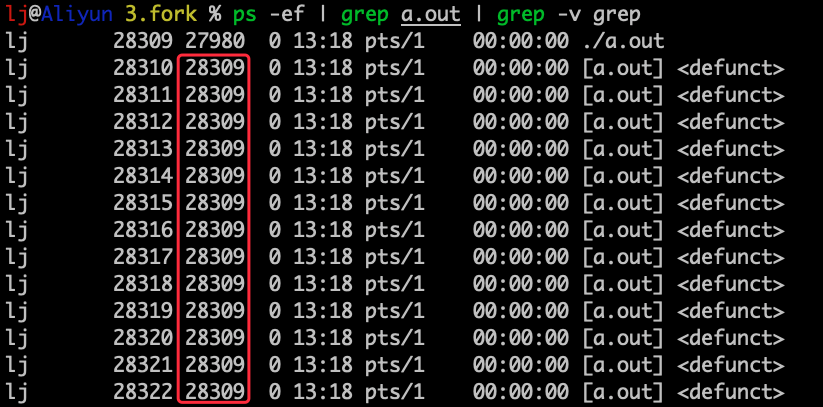 lj@Aliyun 3.fork % ps -ef | grep a.out | grep -v grep
lj 28309 27980 0 13:18 pts/1 00:00:00 ./a.out
lj 28310 28309 0 13:18 pts/1 00:00:00 [a.out] <defunct>
lj 28311 28309 0 13:18 pts/1 00:00:00 [a.out] <defunct>
lj 28312 28309 0 13:18 pts/1 00:00:00 [a.out] <defunct>
lj 28313 28309 0 13:18 pts/1 00:00:00 [a.out] <defunct>
lj 28314 28309 0 13:18 pts/1 00:00:00 [a.out] <defunct>
lj 28315 28309 0 13:18 pts/1 00:00:00 [a.out] <defunct>
lj 28316 28309 0 13:18 pts/1 00:00:00 [a.out] <defunct>
lj 28317 28309 0 13:18 pts/1 00:00:00 [a.out] <defunct>
lj 28318 28309 0 13:18 pts/1 00:00:00 [a.out] <defunct>
lj 28319 28309 0 13:18 pts/1 00:00:00 [a.out] <defunct>
lj 28320 28309 0 13:18 pts/1 00:00:00 [a.out] <defunct>
lj 28321 28309 0 13:18 pts/1 00:00:00 [a.out] <defunct>
lj 28322 28309 0 13:18 pts/1 00:00:00 [a.out] <defunct>